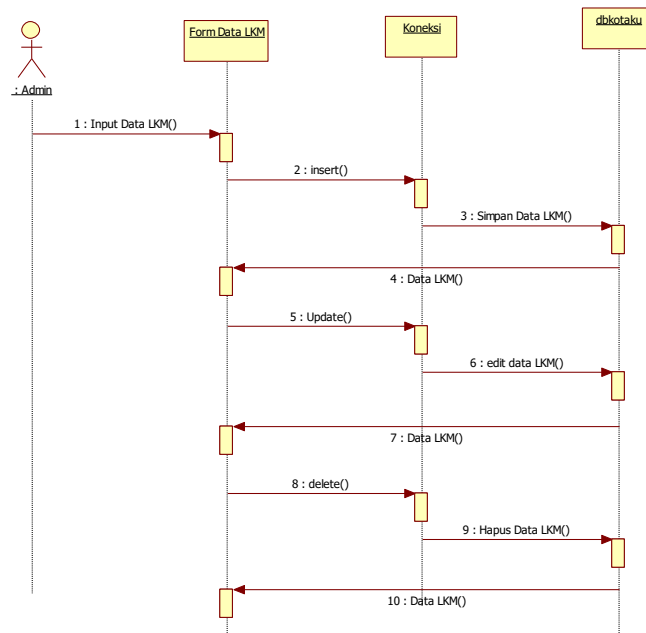 Form Data LKM
Koneksi
dbkotaku
: Admin
1 : Input Data LKM()
2 : insert()
3 : Simpan Data LKM()
4 : Data LKM()
5 : Update()
6 : edit data LKM()
7 : Data LKM()
8 : delete()
9 : Hapus Data LKM()
10 : Data LKM()